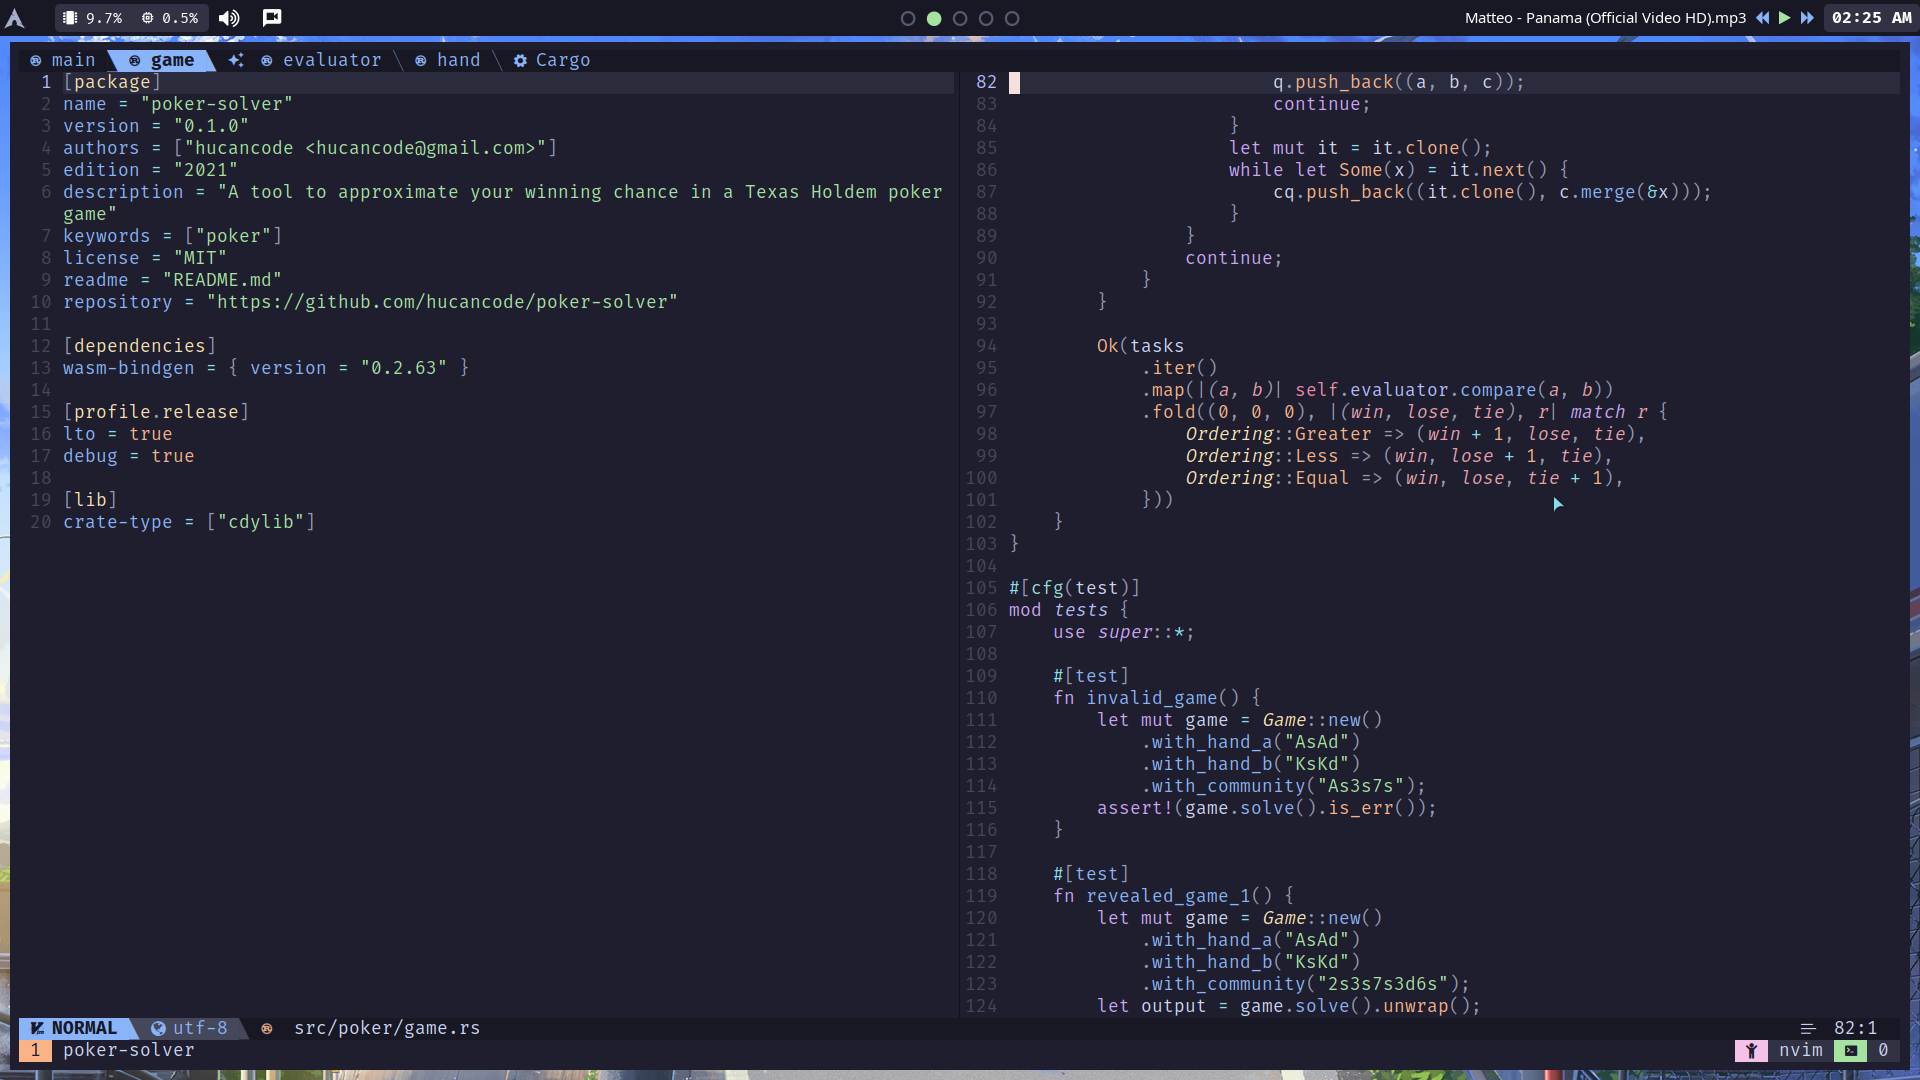 9.7% 0.5% Matteo - Panama (Official Video HD).mp3 02:25 AM
main game evaluator hand Cargo
1 [package]
2 name = "poker-solver"
3 version = "0.1.0"
4 authors = ["hucancode <hucancode@gmail.com>"]
5 edition = "2021"
6 description = "A tool to approximate your winning chance in a Texas Holdem poker
game"
7 keywords = ["poker"]
8 license = "MIT"
9 readme = "README.md"
10 repository = "https://github.com/hucancode/poker-solver"
11
12 [dependencies]
13 wasm-bindgen = { version = "0.2.63" }
14
15 [profile.release]
16 lto = true
17 debug = true
18
19 [lib]
20 crate-type = ["cdylib"]
82 q.push_back((a, b, c));
83 continue;
84 }
85 let mut it = it.clone();
86 while let Some(x) = it.next() {
87 cq.push_back((it.clone(), c.merge(&x)));
88 }
89 }
90 continue;
91 }
92 }
93
94 Ok(tasks
95 .iter()
96 .map(|(a, b)| self.evaluator.compare(a, b))
97 .fold((0, 0, 0), |(win, lose, tie), r| match r {
98 Ordering::Greater => (win + 1, lose, tie),
99 Ordering::Less => (win, lose + 1, tie),
100 Ordering::Equal => (win, lose, tie + 1),
101 }))
102 }
103 }
104
105 #[cfg(test)]
106 mod tests {
107 use super::*;
108
109 #[test]
110 fn invalid_game() {
111 let mut game = Game::new()
112 .with_hand_a("AsAd")
113 .with_hand_b("KsKd")
114 .with_community("As3s7s");
115 assert!(game.solve().is_err());
116 }
117
118 #[test]
119 fn revealed_game_1() {
120 let mut game = Game::new()
121 .with_hand_a("AsAd")
122 .with_hand_b("KsKd")
123 .with_community("2s3s7s3d6s");
124 let output = game.solve().unwrap();
NORMAL utf-8 src/poker/game.rs 82:1
1 poker-solver nvim 0